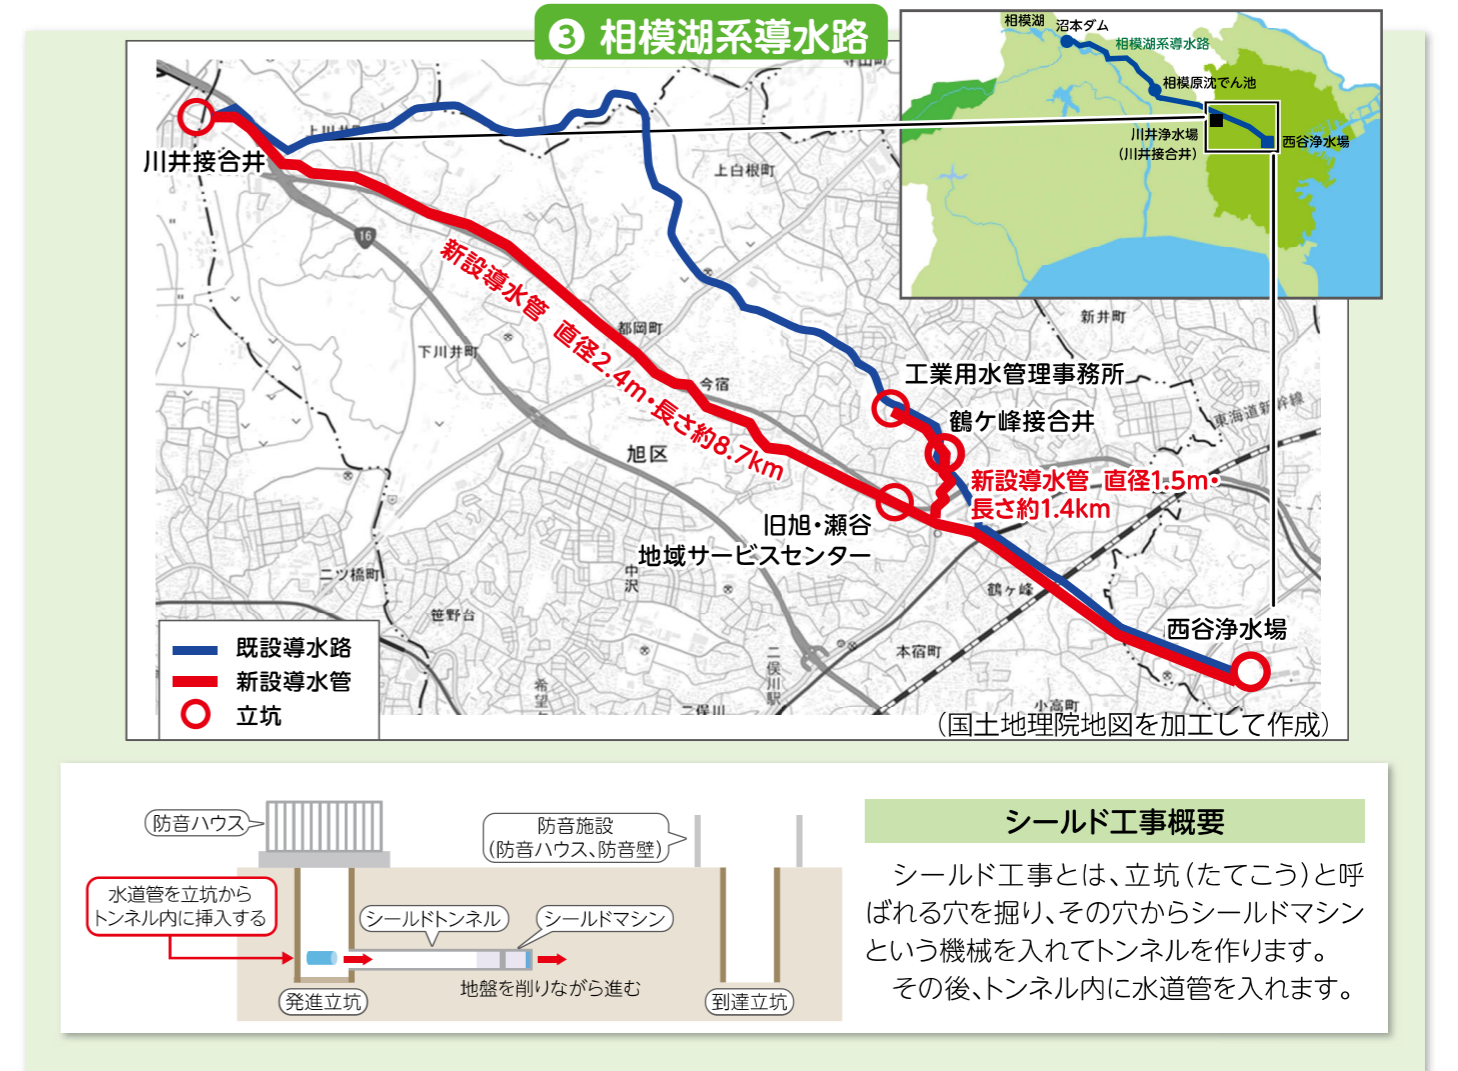 ❸ 相模湖系導水路
相模湖
沼本ダム
相模湖系導水路
相模原沈でん池
川井浄水場
（川井接合井）
西谷浄水場
川井接合井
上川井町
上白根町
16
新設導水管 直径2.4m・長さ約8.7km
都岡町
下川井町
今宿
新井町
工業用水管理事務所
鶴ケ峰接合井
東海道新幹線
旭区
新設導水管 直径1.5m・
長さ約1.4km
旧旭・瀬谷
地域サービスセンター
二ツ橋町
中沢
笹野台
鶴ヶ峰
西谷浄水場
本宿町
二俣川駅
希望
二俣川
小高町
既設導水路
新設導水管
立坑
（国土地理院地図を加工して作成）
防音ハウス
防音施設
（防音ハウス、防音壁）
水道管を立坑から
トンネル内に挿入する
シールドトンネル
シールドマシン
地盤を削りながら進む
発進立坑
到達立坑
シールド工事概要
シールド工事とは、立坑（たてこう）と呼
ばれる穴を掘り、その穴からシールドマシン
という機械を入れてトンネルを作ります。
その後、トンネル内に水道管を入れます。